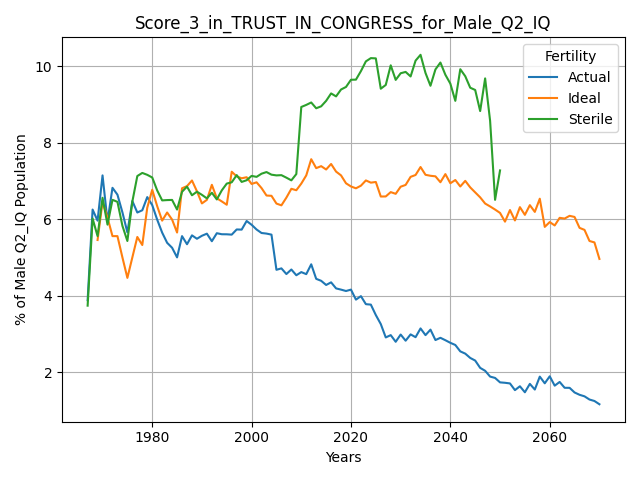 Score_3_in_TRUST_IN_CONGRESS_for_Male_Q2_IQ
Fertility
Actual
Ideal
Sterile
% of Male Q2_IQ Population
10
8
6
4
2
1980
2000
2020
2040
2060
Years